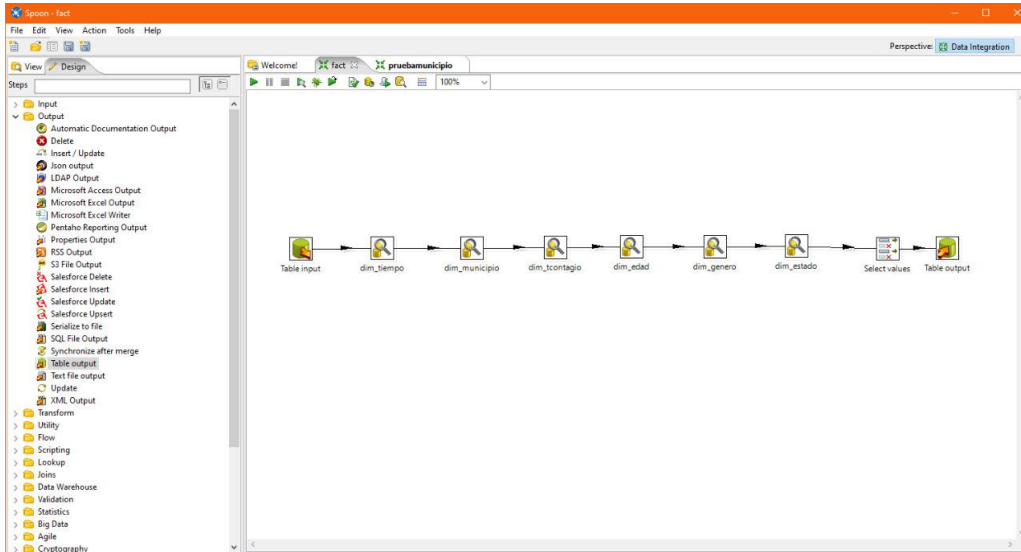 Spoon - fact
File Edit View Action Tools Help
Perspective: Data Integration
View Design
Welcome! fact pruebamunicipio
Steps
100%
Input
Output
Automatic Documentation Output
Delete
Insert / Update
Json output
LDAP Output
Microsoft Access Output
Microsoft Excel Output
Microsoft Excel Writer
Pentaho Reporting Output
Properties Output
RSS Output
S3 File Output
Salesforce Delete
Salesforce Insert
Salesforce Update
Salesforce Upsert
Serialize to file
SQL File Output
Synchronize after merge
Table output
Text file output
Update
XML Output
Transform
Utility
Flow
Scripting
Lookup
Joins
Data Warehouse
Validation
Statistics
Big Data
Agile
Cryptography
Table input dim_tiempo dim_municipio dim_tcontagio dim_edad dim_genero dim_estado Select values Table output